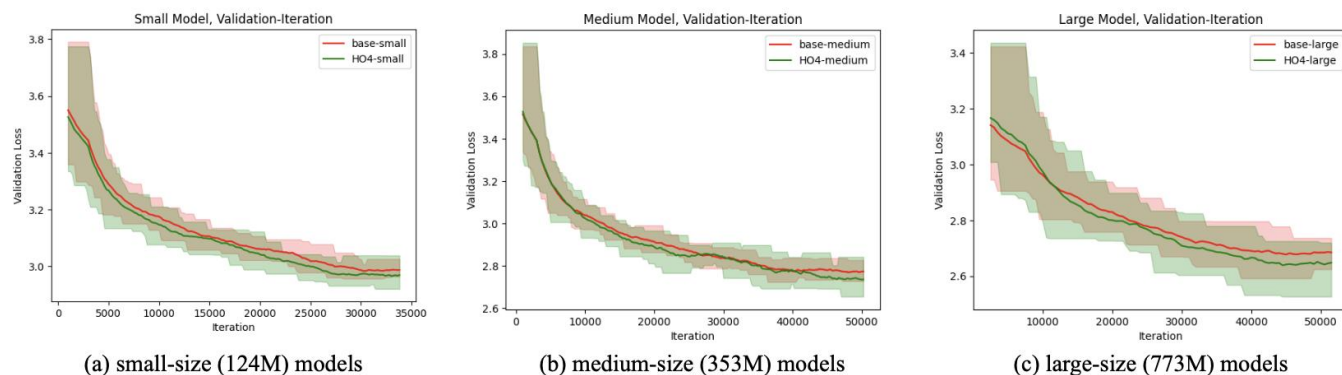 Small Model, Validation-Iteration
base-small
HO4-small
Validation Loss
3.8
3.6
3.4
3.2
3.0
0 5000 10000 15000 20000 25000 30000 35000
Iteration
(a) small-size (124M) models
Medium Model, Validation-Iteration
base-medium
HO4-medium
Validation Loss
3.8
3.6
3.4
3.2
3.0
2.8
2.6
0 10000 20000 30000 40000 50000
Iteration
(b) medium-size (353M) models
Large Model, Validation-Iteration
base-large
HO4-large
Validation Loss
3.4
3.2
3.0
2.8
2.6
10000 20000 30000 40000 50000
Iteration
(c) large-size (773M) models